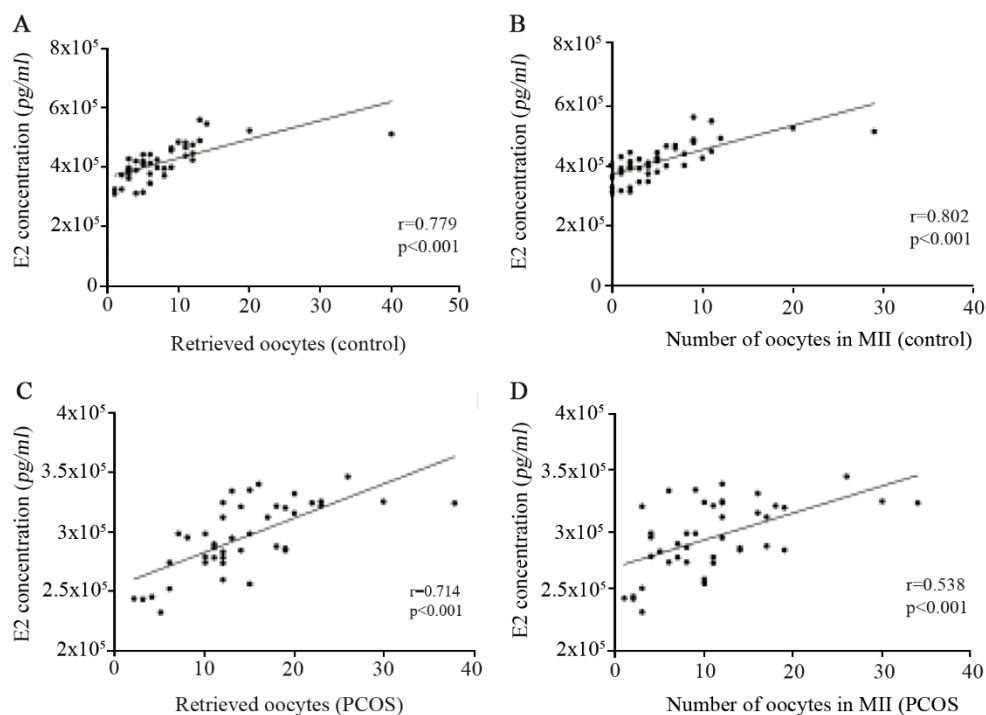 A
E2 concentration (pg/ml)
8x10⁵
6x10⁵
4x10⁵
2x10⁵
0
r=0.779
p<0.001
0 10 20 30 40 50
Retrieved oocytes (control)
B
E2 concentration (pg/ml)
8x10⁵
6x10⁵
4x10⁵
2x10⁵
0
r=0.802
p<0.001
0 10 20 30 40
Number of oocytes in MII (control)
C
E2 concentration (pg/ml)
4x10⁵
3.5x10⁵
3x10⁵
2.5x10⁵
2x10⁵
r=0.714
p<0.001
0 10 20 30 40
Retrieved oocytes (PCOS)
D
E2 concentration (pg/ml)
4x10⁵
3.5x10⁵
3x10⁵
2.5x10⁵
2x10⁵
r=0.538
p<0.001
0 10 20 30 40
Number of oocytes in MII (PCOS